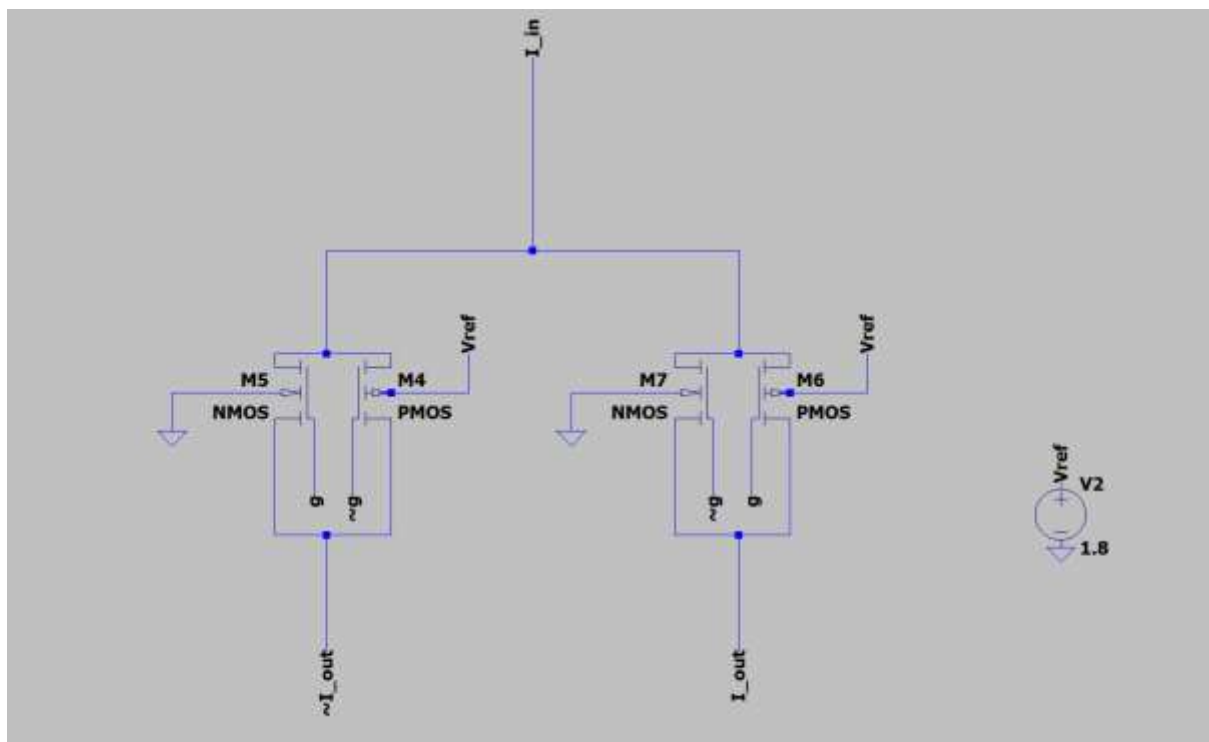 I_in
Vref
Vref
M5
M4
M7
M6
NMOS
PMOS
NMOS
PMOS
Vref
V2
g
~g
~g
g
1.8
~I_out
I_out